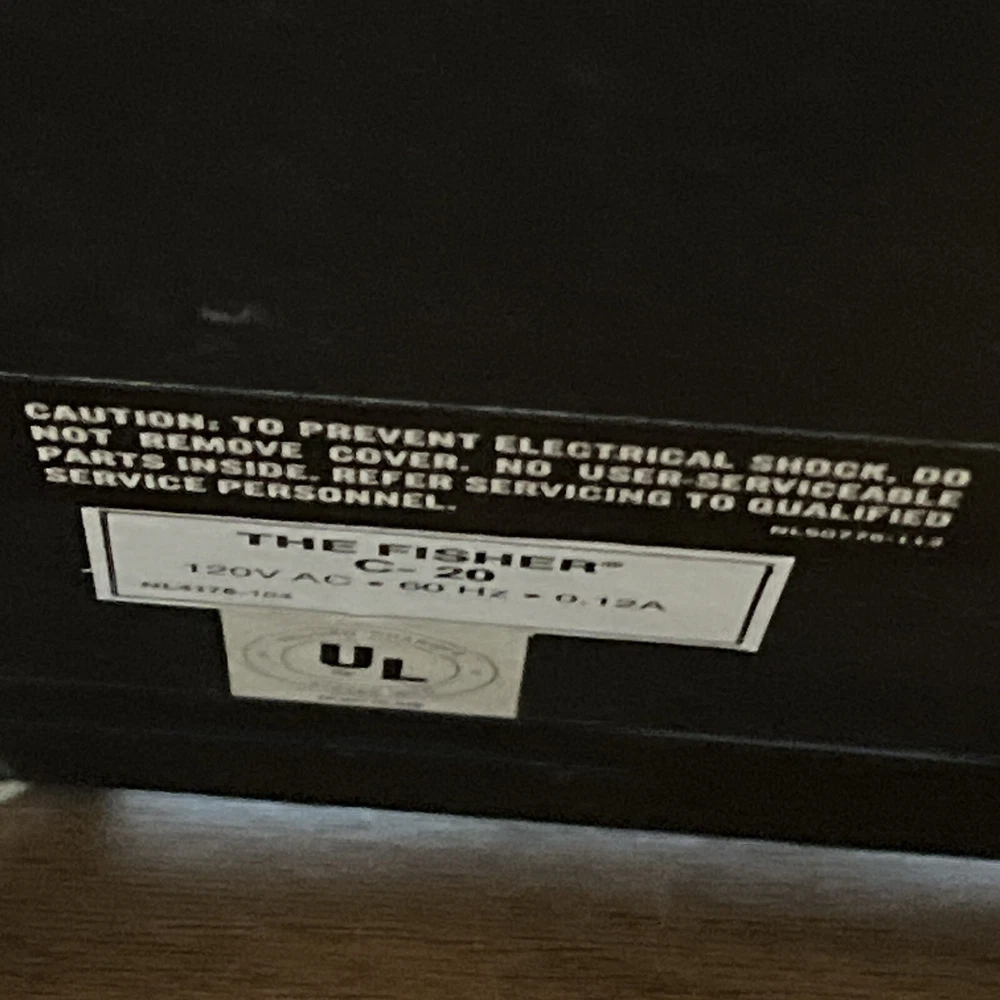 CAUTION: TO PREVENT ELECTRICAL SHOCK, DO
NOT REMOVE COVER. NO USER-SERVICEABLE
PARTS INSIDE. REFER SERVICING TO QUALIFIED
SERVICE PERSONNEL.
THE FISHER®
C-20
120V AC • 60 Hz • 0.12A
UL